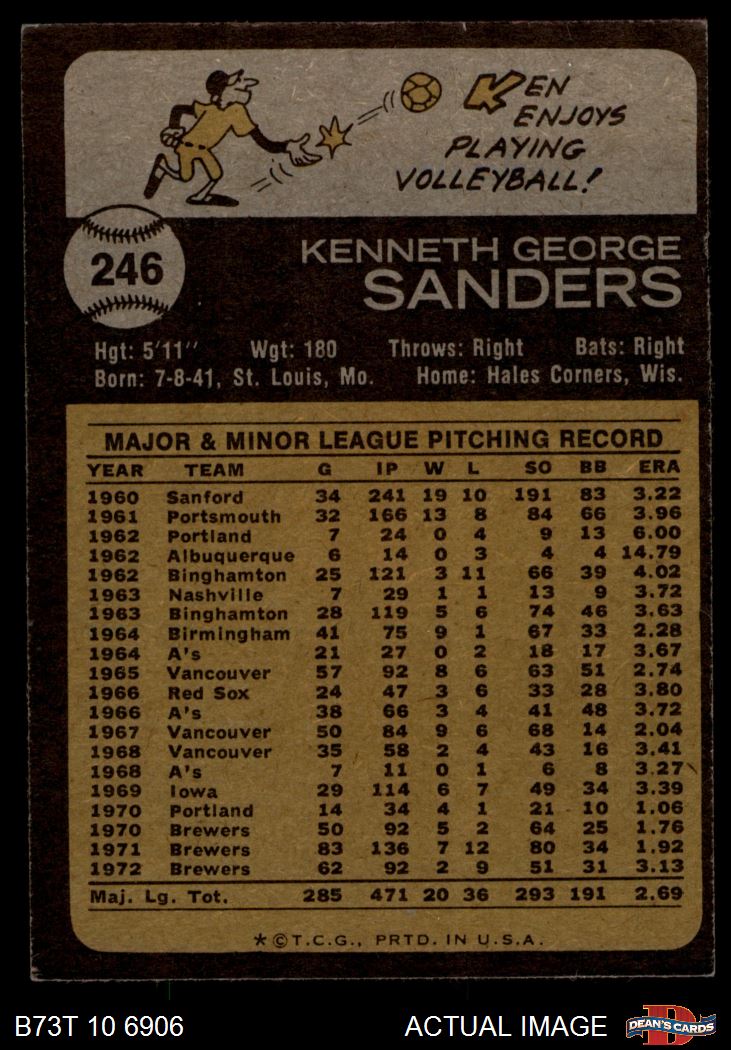 KEN
ENJOYS
PLAYING
VOLLEYBALL!
246
KENNETH GEORGE
SANDERS
Hgt: 5'11" Wgt: 180 Throws: Right Bats: Right
Born: 7-8-41, St. Louis, Mo. Home: Hales Corners, Wis.
MAJOR & MINOR LEAGUE PITCHING RECORD
YEAR TEAM G IP W L SO BB ERA
1960 Sanford 34 241 19 10 191 83 3.22
1961 Portsmouth 32 166 13 8 84 66 3.96
1962 Portland 7 24 0 4 9 13 6.00
1962 Albuquerque 6 14 0 3 4 4 14.79
1962 Binghamton 25 121 3 11 66 39 4.02
1963 Nashville 7 29 1 1 13 9 3.72
1963 Binghamton 28 119 5 6 74 46 3.63
1964 Birmingham 41 75 9 1 67 33 2.28
1964 A's 21 27 0 2 18 17 3.67
1965 Vancouver 57 92 8 6 63 51 2.74
1966 Red Sox 24 47 3 6 33 28 3.80
1966 A's 38 66 3 4 41 48 3.72
1967 Vancouver 50 84 9 6 68 14 2.04
1968 Vancouver 35 58 2 4 43 16 3.41
1968 A's 7 11 0 1 6 8 3.27
1969 Iowa 29 114 6 7 49 34 3.39
1970 Portland 14 34 4 1 21 10 1.06
1970 Brewers 50 92 5 2 64 25 1.76
1971 Brewers 83 136 7 12 80 34 1.92
1972 Brewers 62 92 2 9 51 31 3.13
Maj. Lg. Tot. 285 471 20 36 293 191 2.69
*©T.C.G., PRTD. IN U.S.A.
B73T 10 6906 ACTUAL IMAGE D DEAN'S CARDS